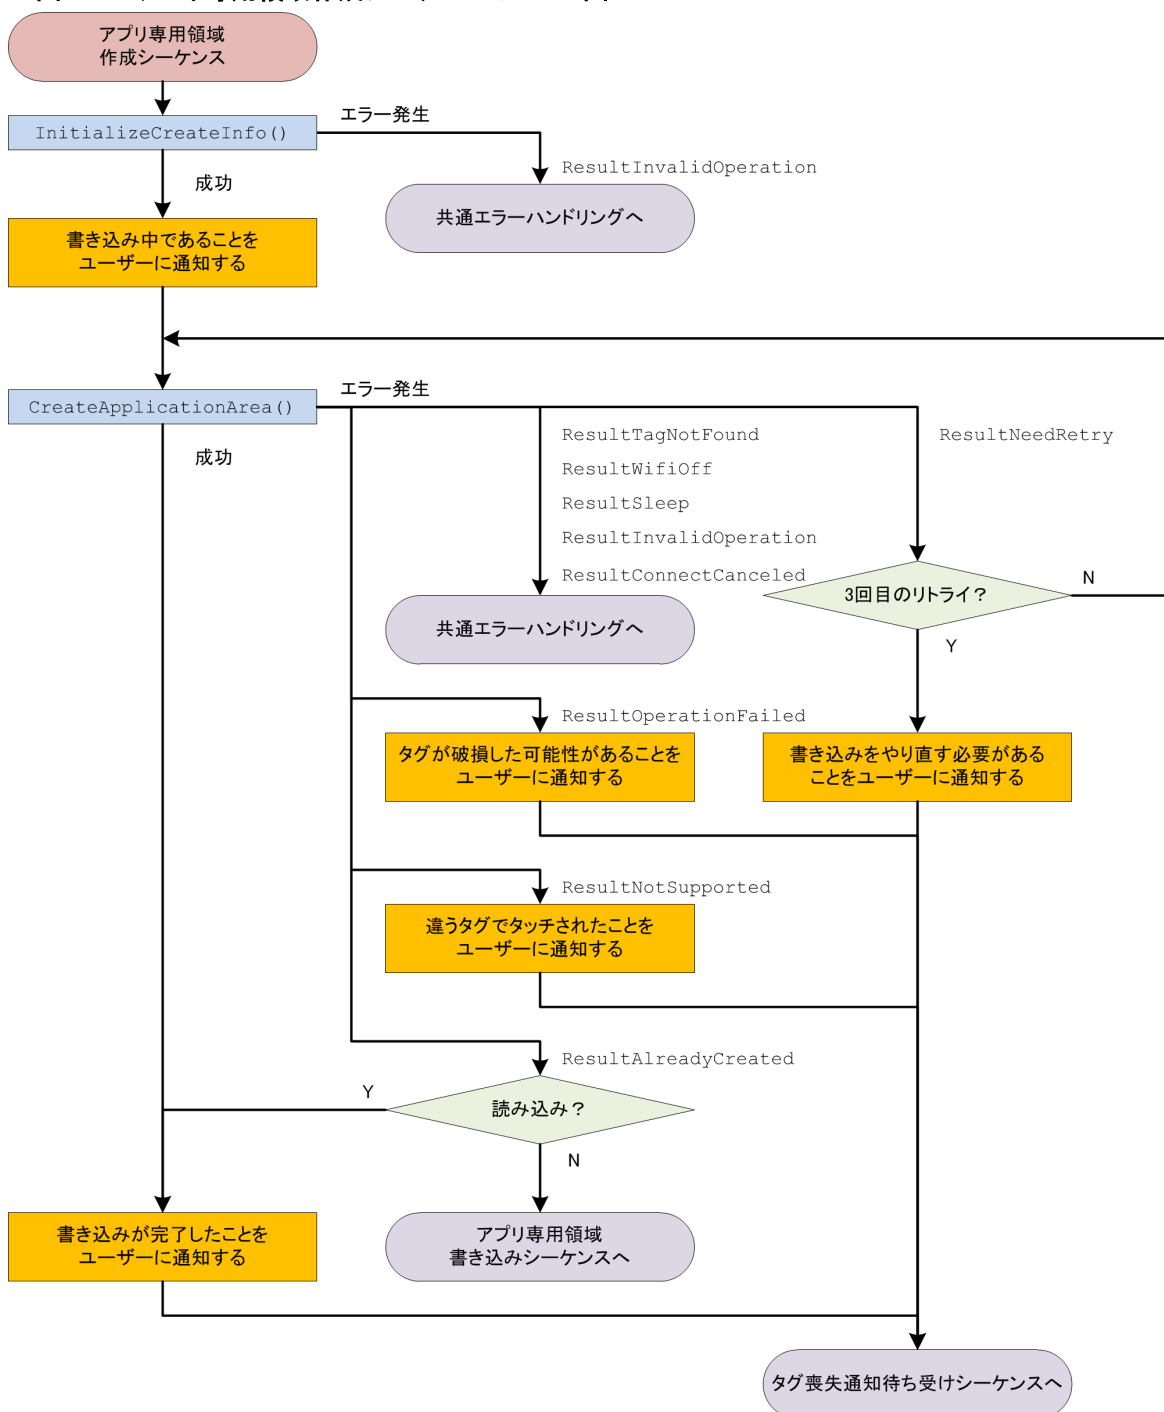 アプリ専用領域
作成シーケンス
InitializeCreateInfo()
エラー発生
ResultInvalidOperation
成功
共通エラーハンドリングへ
書き込み中であることを
ユーザーに通知する
CreateApplicationArea()
エラー発生
成功
ResultTagNotFound
ResultWifiOff
ResultSleep
ResultInvalidOperation
ResultConnectCanceled
ResultNeedRetry
共通エラーハンドリングへ
3回目のリトライ？
N
Y
ResultOperationFailed
タグが破損した可能性があることを
ユーザーに通知する
書き込みをやり直す必要がある
ことをユーザーに通知する
ResultNotSupported
違うタグでタッチされたことを
ユーザーに通知する
ResultAlreadyCreated
読み込み？
Y
N
書き込みが完了したことを
ユーザーに通知する
アプリ専用領域
書き込みシーケンスへ
タグ喪失通知待ち受けシーケンスへ